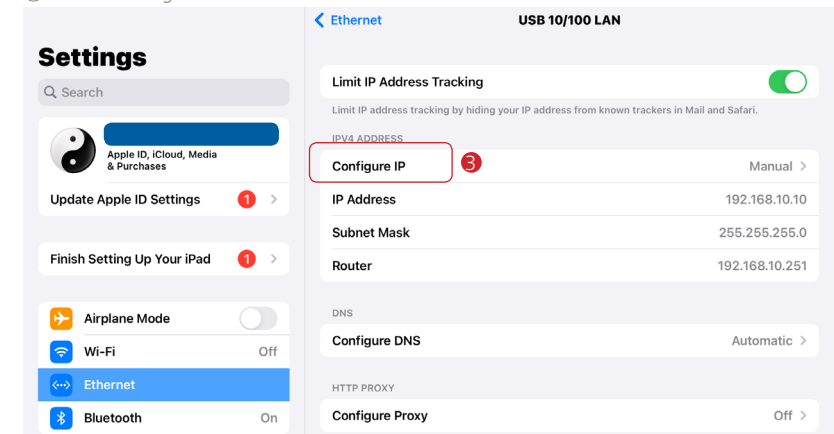 Settings
Search
Apple ID, iCloud, Media
& Purchases
Update Apple ID Settings 1
Finish Setting Up Your iPad 1
Airplane Mode
Wi-Fi Off
Ethernet
Bluetooth On
Ethernet USB 10/100 LAN
Limit IP Address Tracking
Limit IP address tracking by hiding your IP address from known trackers in Mail and Safari.
IPV4 ADDRESS
Configure IP 3 Manual
IP Address 192.168.10.10
Subnet Mask 255.255.255.0
Router 192.168.10.251
DNS
Configure DNS Automatic
HTTP PROXY
Configure Proxy Off